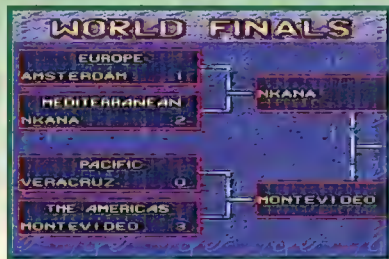 WORLD FINALS
EUROPE
AMSTERDAM 1
MEDITERRANEAN
NKANA 2
NKANA
PACIFIC
VERACRUZ 0
THE AMERICAS
MONTEVIDEO 3
MONTEVIDEO